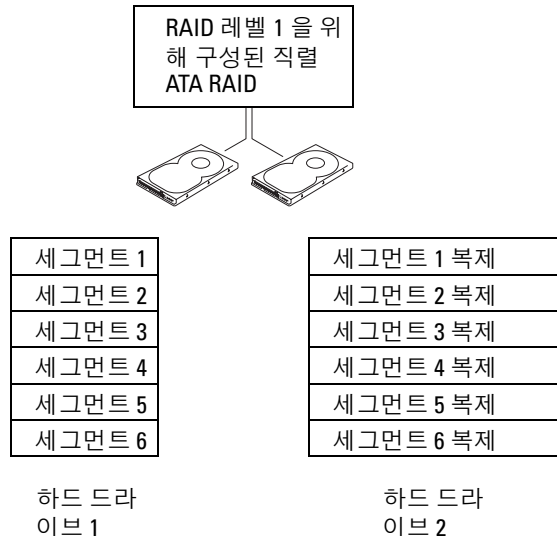 RAID 레벨 1 을 위
해 구성된 직렬
ATA RAID
세그먼트 1
세그먼트 1 복제
세그먼트 2
세그먼트 2 복제
세그먼트 3
세그먼트 3 복제
세그먼트 4
세그먼트 4 복제
세그먼트 5
세그먼트 5 복제
세그먼트 6
세그먼트 6 복제
하드 드라
이브 1
하드 드라
이브 2